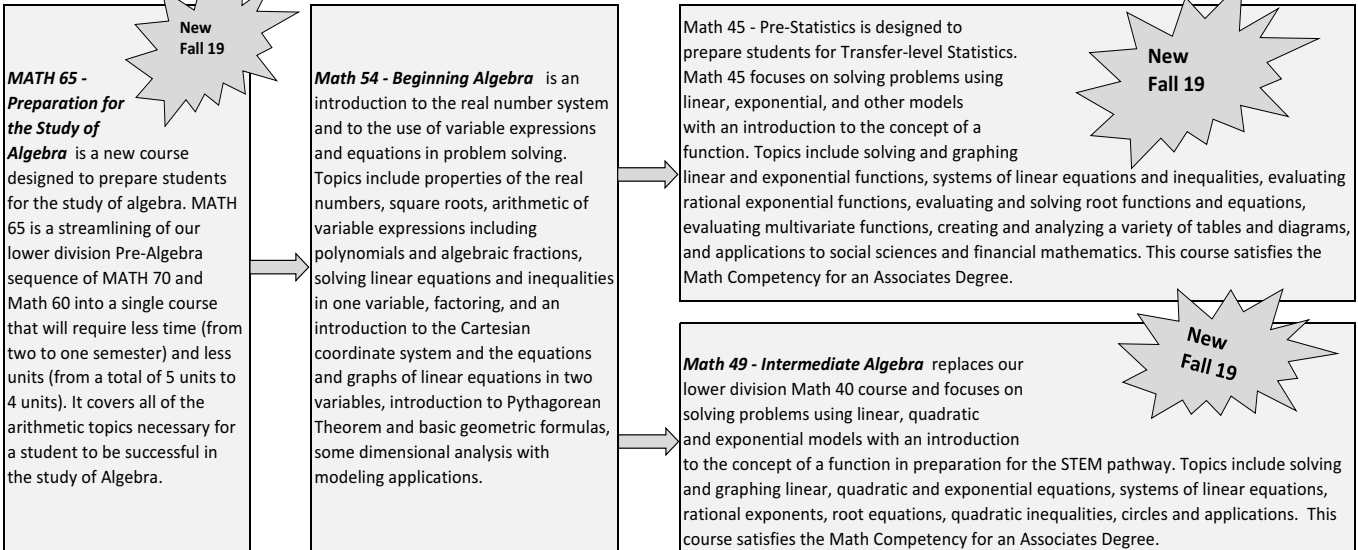 New
Fall 19
MATH 65 -
Preparation for
the Study of
Algebra is a new course
designed to prepare students
for the study of algebra. MATH
65 is a streamlining of our
lower division Pre-Algebra
sequence of MATH 70 and
Math 60 into a single course
that will require less time (from
two to one semester) and less
units (from a total of 5 units to
4 units). It covers all of the
arithmetic topics necessary for
a student to be successful in
the study of Algebra.
Math 54 - Beginning Algebra is an
introduction to the real number system
and to the use of variable expressions
and equations in problem solving.
Topics include properties of the real
numbers, square roots, arithmetic of
variable expressions including
polynomials and algebraic fractions,
solving linear equations and inequalities
in one variable, factoring, and an
introduction to the Cartesian
coordinate system and the equations
and graphs of linear equations in two
variables, introduction to Pythagorean
Theorem and basic geometric formulas,
some dimensional analysis with
modeling applications.
Math 45 - Pre-Statistics is designed to
prepare students for Transfer-level Statistics.
Math 45 focuses on solving problems using
linear, exponential, and other models
with an introduction to the concept of a
function. Topics include solving and graphing
linear and exponential functions, systems of linear equations and inequalities, evaluating
rational exponential functions, evaluating and solving root functions and equations,
evaluating multivariate functions, creating and analyzing a variety of tables and diagrams,
and applications to social sciences and financial mathematics. This course satisfies the
Math Competency for an Associates Degree.
New
Fall 19
Math 49 - Intermediate Algebra replaces our
lower division Math 40 course and focuses on
solving problems using linear, quadratic
and exponential models with an introduction
to the concept of a function in preparation for the STEM pathway. Topics include solving
and graphing linear, quadratic and exponential equations, systems of linear equations,
rational exponents, root equations, quadratic inequalities, circles and applications. This
course satisfies the Math Competency for an Associates Degree.
New
Fall 19